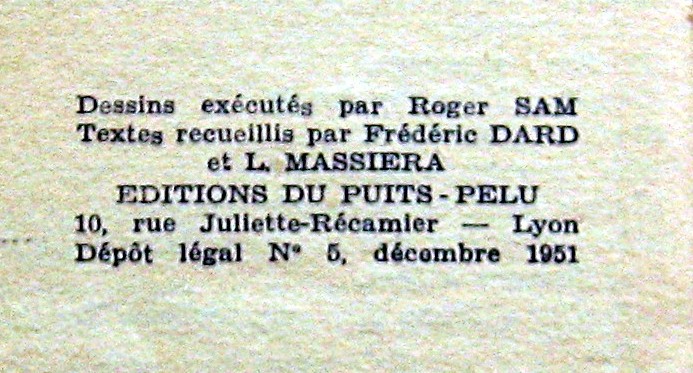 Dessins exécutés par Roger SAM
Textes recueillis par Frédéric DARD
et L. MASSIERA
EDITIONS DU PUITS-PELU
10, rue Juliette-Récamier — Lyon
Dépôt légal N° 5, décembre 1951